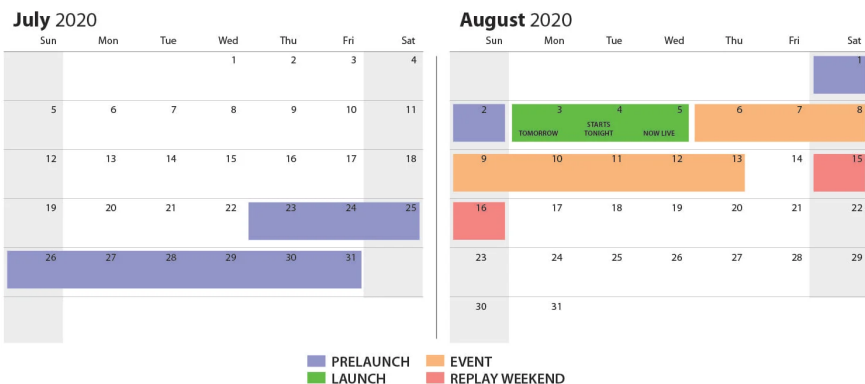 July 2020
Sun Mon Tue Wed Thu Fri Sat
1 2 3 4
5 6 7 8 9 10 11
12 13 14 15 16 17 18
19 20 21 22 23 24 25
26 27 28 29 30 31
August 2020
Sun Mon Tue Wed Thu Fri Sat
1
2 3 4 5 6 7 8
TOMORROW STARTS TONIGHT NOW LIVE
9 10 11 12 13 14 15
16 17 18 19 20 21 22
23 24 25 26 27 28 29
30 31
PRELAUNCH
LAUNCH
EVENT
REPLAY WEEKEND